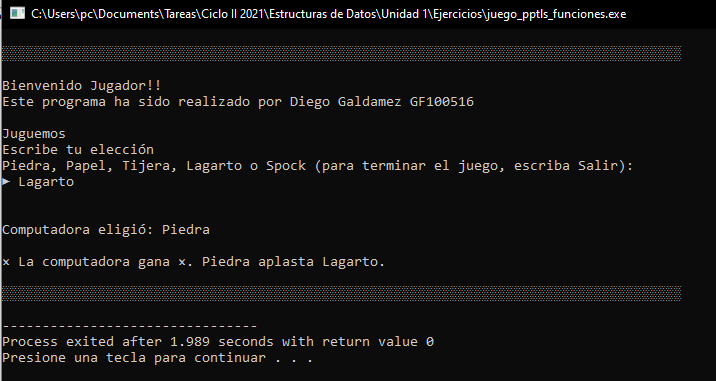 C:\Users\pc\Documents\Tareas\Ciclo II 2021\Estructuras de Datos\Unidad 1\Ejercicios\juego_pptls_funciones.exe
Bienvenido Jugador!!
Este programa ha sido realizado por Diego Galdamez GF100516
Juguemos
Escribe tu elección
Piedra, Papel, Tijera, Lagarto o Spock (para terminar el juego, escriba Salir):
► Lagarto
Computadora eligió: Piedra
× La computadora gana ×. Piedra aplasta Lagarto.
--------------------------------
Process exited after 1.989 seconds with return value 0
Presione una tecla para continuar . . .